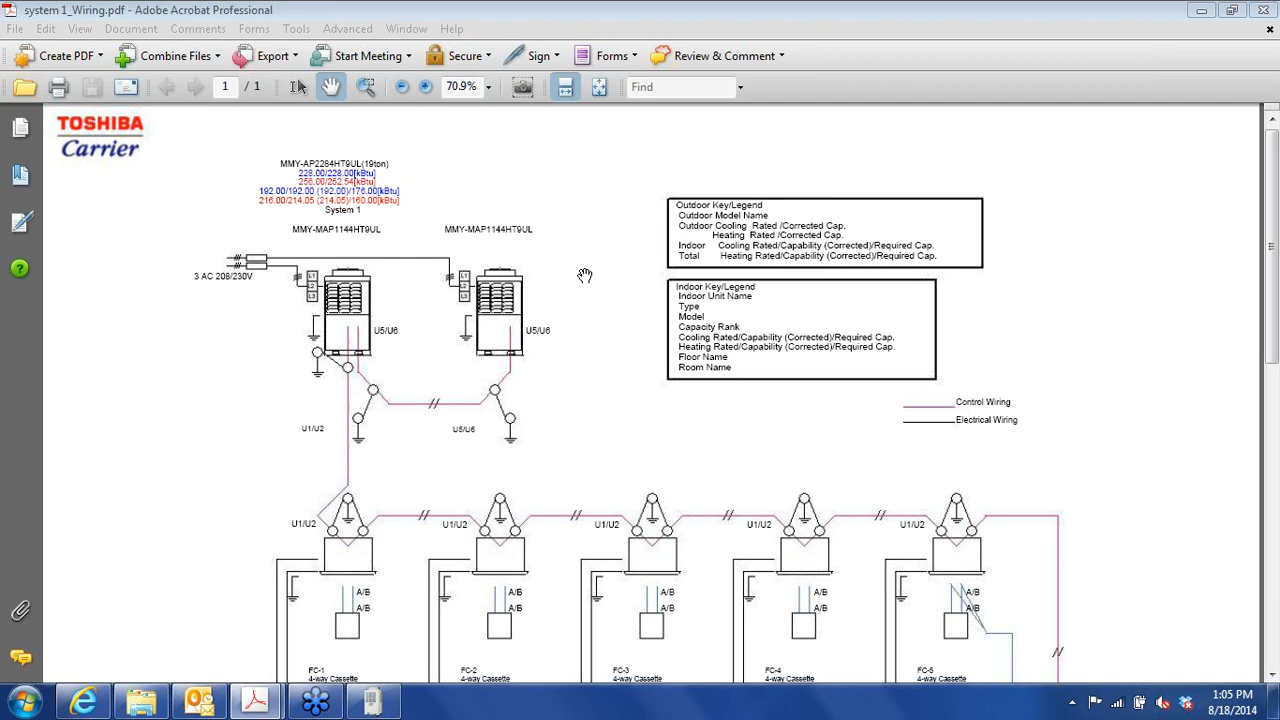 system 1_Wiring.pdf - Adobe Acrobat Professional
File Edit View Document Comments Forms Tools Advanced Window Help
Create PDF Combine Files Export Start Meeting Secure Sign Forms Review & Comment
1 / 1 70.9% Find
TOSHIBA
Carrier
MMY-AP2284HT9UL(19ton)
228.00/228.00[kBtu]
256.00/252.54[kBtu]
192.00/192.00 (192.00)/176.00[kBtu]
216.00/214.05 (214.05)/160.00[kBtu]
System 1
MMY-MAP1144HT9UL MMY-MAP1144HT9UL
3 AC 208/230V
L1
L2
L3
L1
L2
L3
U5/U6 U5/U6
U1/U2 U5/U6
Outdoor Key/Legend
Outdoor Model Name
Outdoor Cooling Rated /Corrected Cap.
Heating Rated /Corrected Cap.
Indoor Cooling Rated/Capability (Corrected)/Required Cap.
Total Heating Rated/Capability (Corrected)/Required Cap.
Indoor Key/Legend
Indoor Unit Name
Type
Model
Capacity Rank
Cooling Rated/Capability (Corrected)/Required Cap.
Heating Rated/Capability (Corrected)/Required Cap.
Floor Name
Room Name
Control Wiring
Electrical Wiring
U1/U2 U1/U2 U1/U2 U1/U2 U1/U2
A/B A/B A/B A/B A/B
A/B A/B A/B A/B A/B
FC-1 FC-2 FC-3 FC-4 FC-5
4-way Cassette 4-way Cassette 4-way Cassette 4-way Cassette 4-way Cassette
1:05 PM
8/18/2014